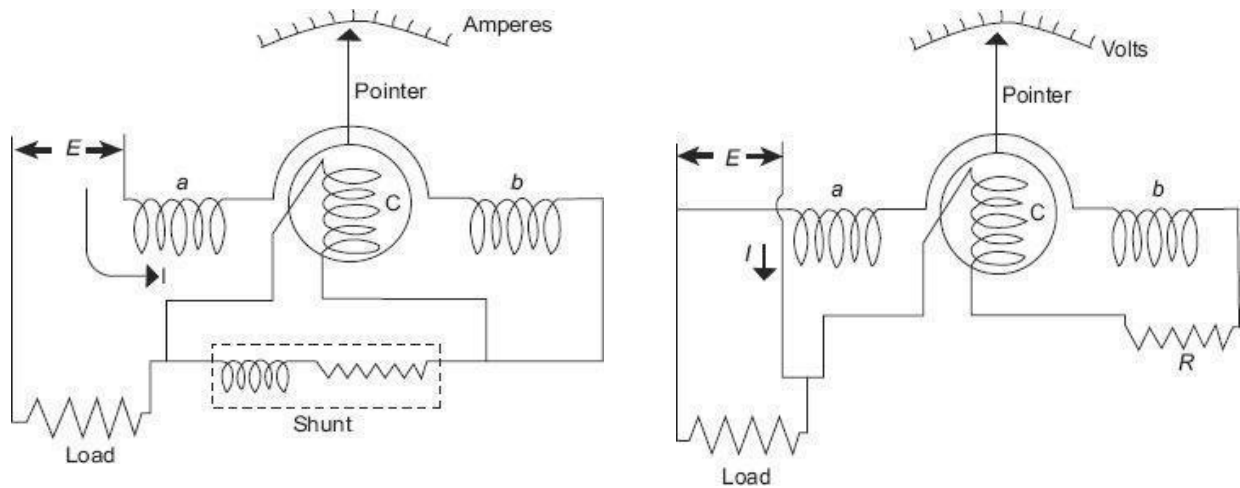 Amperes
Pointer
E
a
b
C
I
Shunt
Load
Volts
Pointer
E
a
b
C
I
R
Load